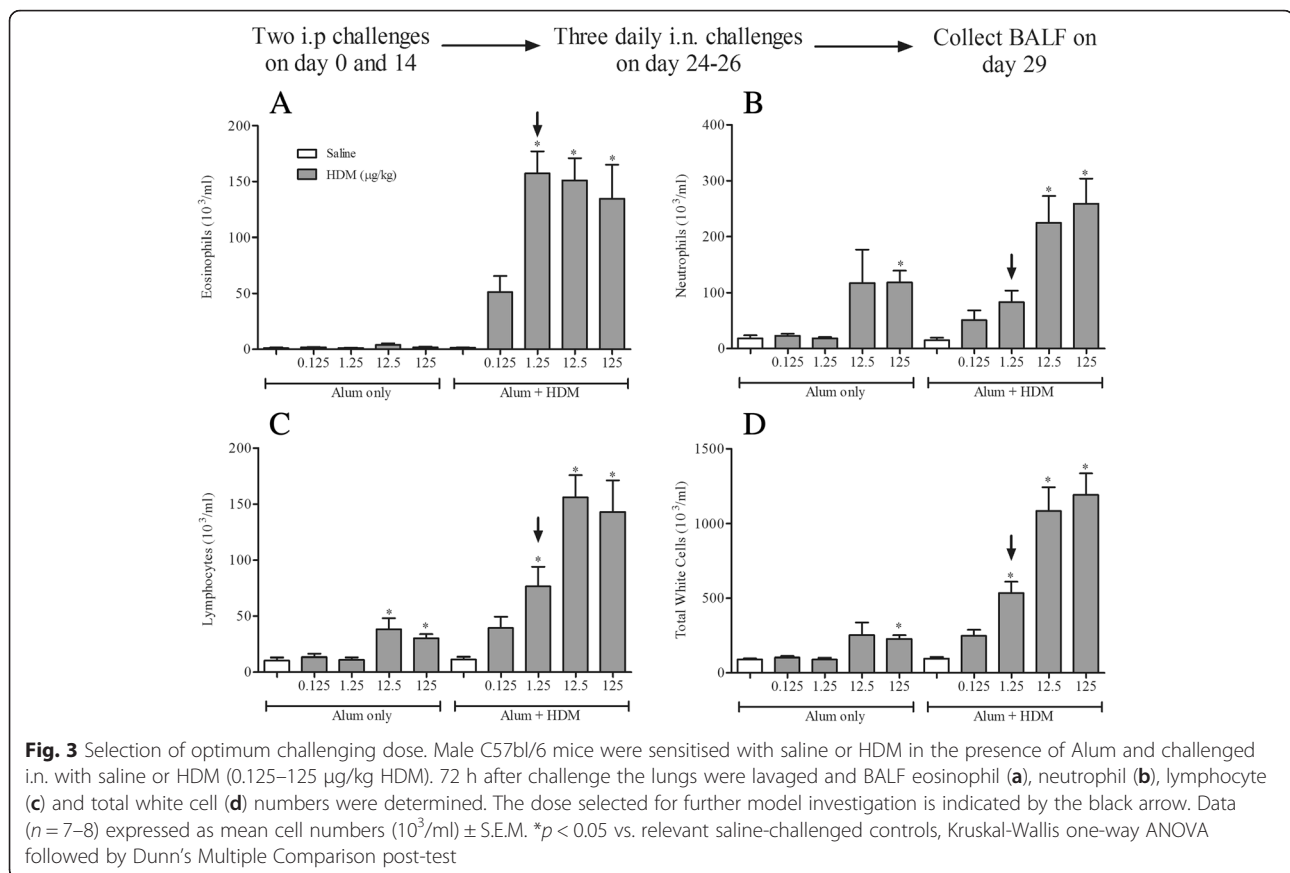 Two i.p challenges
on day 0 and 14
Three daily i.n. challenges
on day 24-26
Collect BALF on
day 29
A
Eosinophils (10³/ml)
200
150
100
50
0
Saline
HDM (µg/kg)
*
*
*
0.125 1.25 12.5 125 0.125 1.25 12.5 125
Alum only Alum + HDM
B
Neutrophils (10³/ml)
400
300
200
100
0
*
*
*
0.125 1.25 12.5 125 0.125 1.25 12.5 125
Alum only Alum + HDM
C
Lymphocytes (10³/ml)
200
150
100
50
0
*
*
*
*
*
0.125 1.25 12.5 125 0.125 1.25 12.5 125
Alum only Alum + HDM
D
Total White Cells (10³/ml)
1500
1000
500
0
*
*
*
*
0.125 1.25 12.5 125 0.125 1.25 12.5 125
Alum only Alum + HDM
Fig. 3 Selection of optimum challenging dose. Male C57bl/6 mice were sensitised with saline or HDM in the presence of Alum and challenged
i.n. with saline or HDM (0.125–125 µg/kg HDM). 72 h after challenge the lungs were lavaged and BALF eosinophil (a), neutrophil (b), lymphocyte
(c) and total white cell (d) numbers were determined. The dose selected for further model investigation is indicated by the black arrow. Data
(n = 7–8) expressed as mean cell numbers (10³/ml) ± S.E.M. *p < 0.05 vs. relevant saline-challenged controls, Kruskal-Wallis one-way ANOVA
followed by Dunn's Multiple Comparison post-test